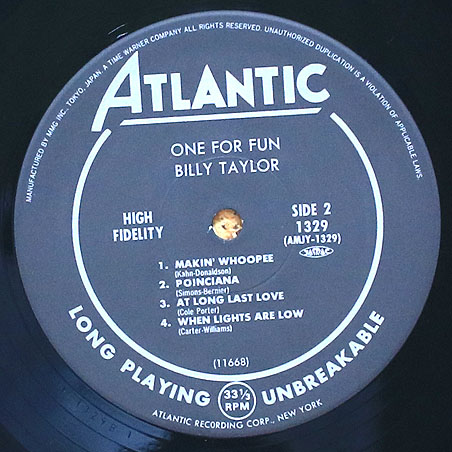 MANUFACTURED BY MMG INC. TOKYO, JAPAN. A TIME WARNER COMPANY ALL RIGHTS RESERVED. UNAUTHORIZED DUPLICATION IS A VIOLATION OF APPLICABLE LAWS.
ATLANTIC
ONE FOR FUN
BILLY TAYLOR
HIGH
FIDELITY
SIDE 2
1329
(AMJY-1329)
1. MAKIN' WHOOPEE
(Kahn-Donaldson)
2. POINCIANA
(Simons-Bernier)
3. AT LONG LAST LOVE
(Cole Porter)
4. WHEN LIGHTS ARE LOW
(Carter-Williams)
(11668)
LONG PLAYING 33 1/3 RPM UNBREAKABLE
ATLANTIC RECORDING CORP., NEW YORK